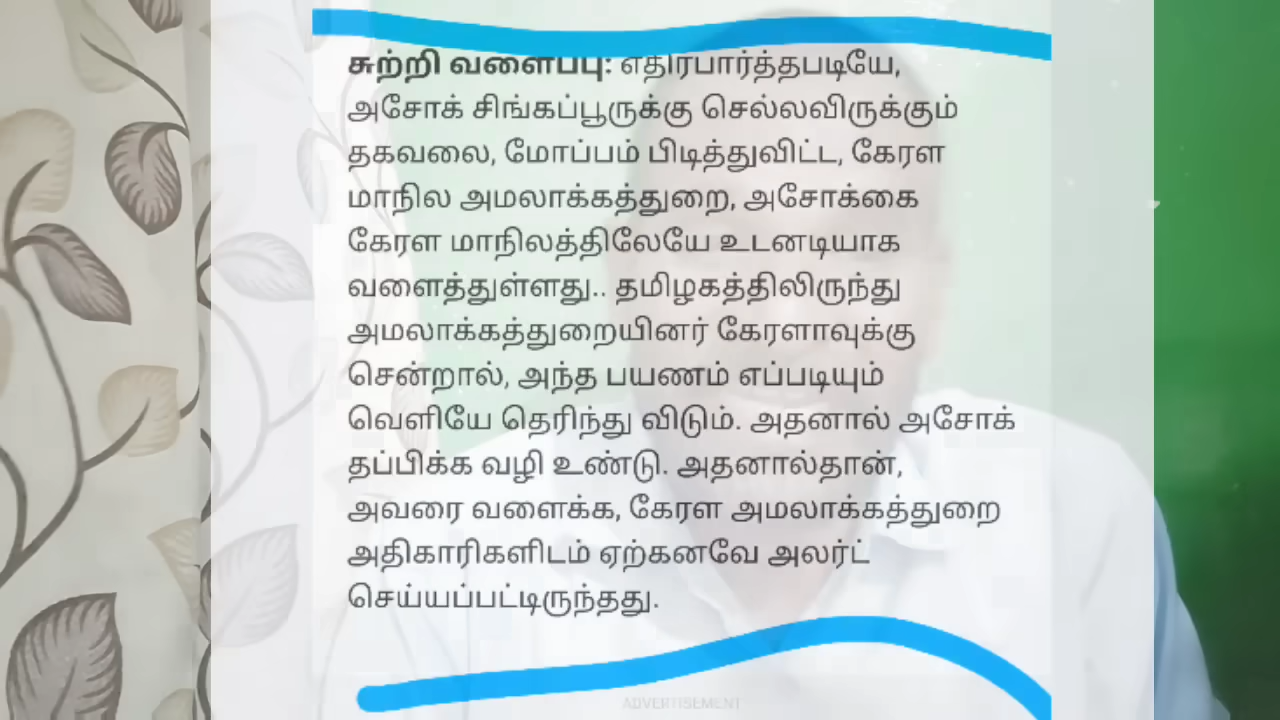 சுற்றி வளைப்பு: எதிர்பார்த்தபடியே,
அசோக் சிங்கப்பூருக்கு செல்லவிருக்கும்
தகவலை, மோப்பம் பிடித்துவிட்ட, கேரள
மாநில அமலாக்கத்துறை, அசோக்கை
கேரள மாநிலத்திலேயே உடனடியாக
வளைத்துள்ளது.. தமிழகத்திலிருந்து
அமலாக்கத்துறையினர் கேரளாவுக்கு
சென்றால், அந்த பயணம் எப்படியும்
வெளியே தெரிந்து விடும். அதனால் அசோக்
தப்பிக்க வழி உண்டு. அதனால்தான்,
அவரை வளைக்க, கேரள அமலாக்கத்துறை
அதிகாரிகளிடம் ஏற்கனவே அலர்ட்
செய்யப்பட்டிருந்தது.
ADVERTISEMENT